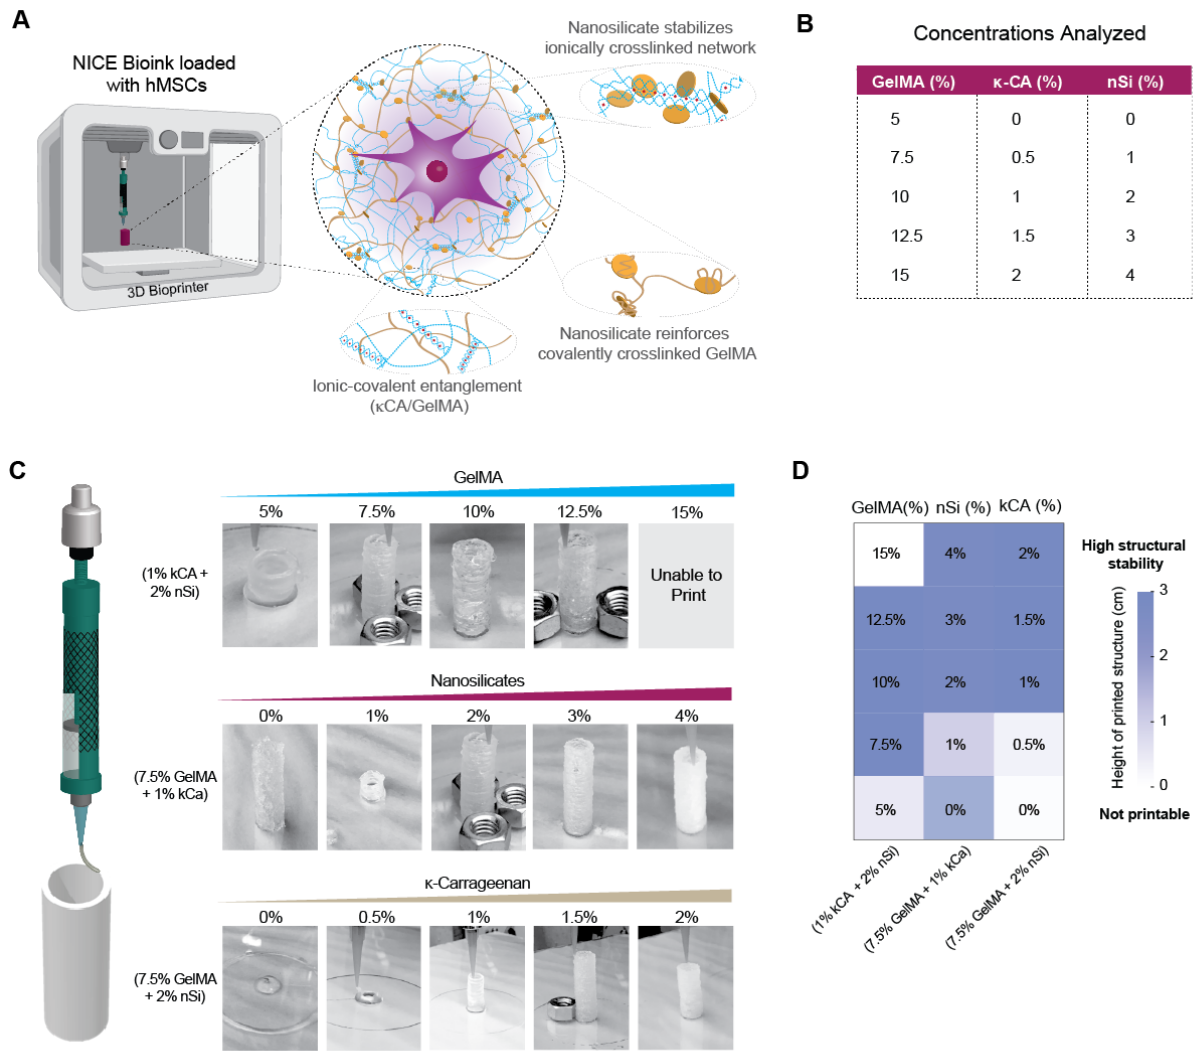 A
NICE Bioink loaded
with hMSCs
3D Bioprinter
Nanosilicate stabilizes
ionically crosslinked network
Nanosilicate reinforces
covalently crosslinked GelMA
Ionic-covalent entanglement
(κCA/GelMA)
B
Concentrations Analyzed
GelMA (%) κ-CA (%) nSi (%)
5 0 0
7.5 0.5 1
10 1 2
12.5 1.5 3
15 2 4
C
GelMA
5% 7.5% 10% 12.5% 15%
(1% kCA +
2% nSi)
Unable to
Print
Nanosilicates
0% 1% 2% 3% 4%
(7.5% GelMA
+ 1% kCa)
κ-Carrageenan
0% 0.5% 1% 1.5% 2%
(7.5% GelMA
+ 2% nSi)
D
GelMA(%) nSi (%) kCA (%)
15% 4% 2%
12.5% 3% 1.5%
10% 2% 1%
7.5% 1% 0.5%
5% 0% 0%
(1% kCA + 2% nSi)
(7.5% GelMA + 1% kCa)
(7.5% GelMA + 2% nSi)
High structural
stability
3
2
1
0
Height of printed structure (cm)
Not printable